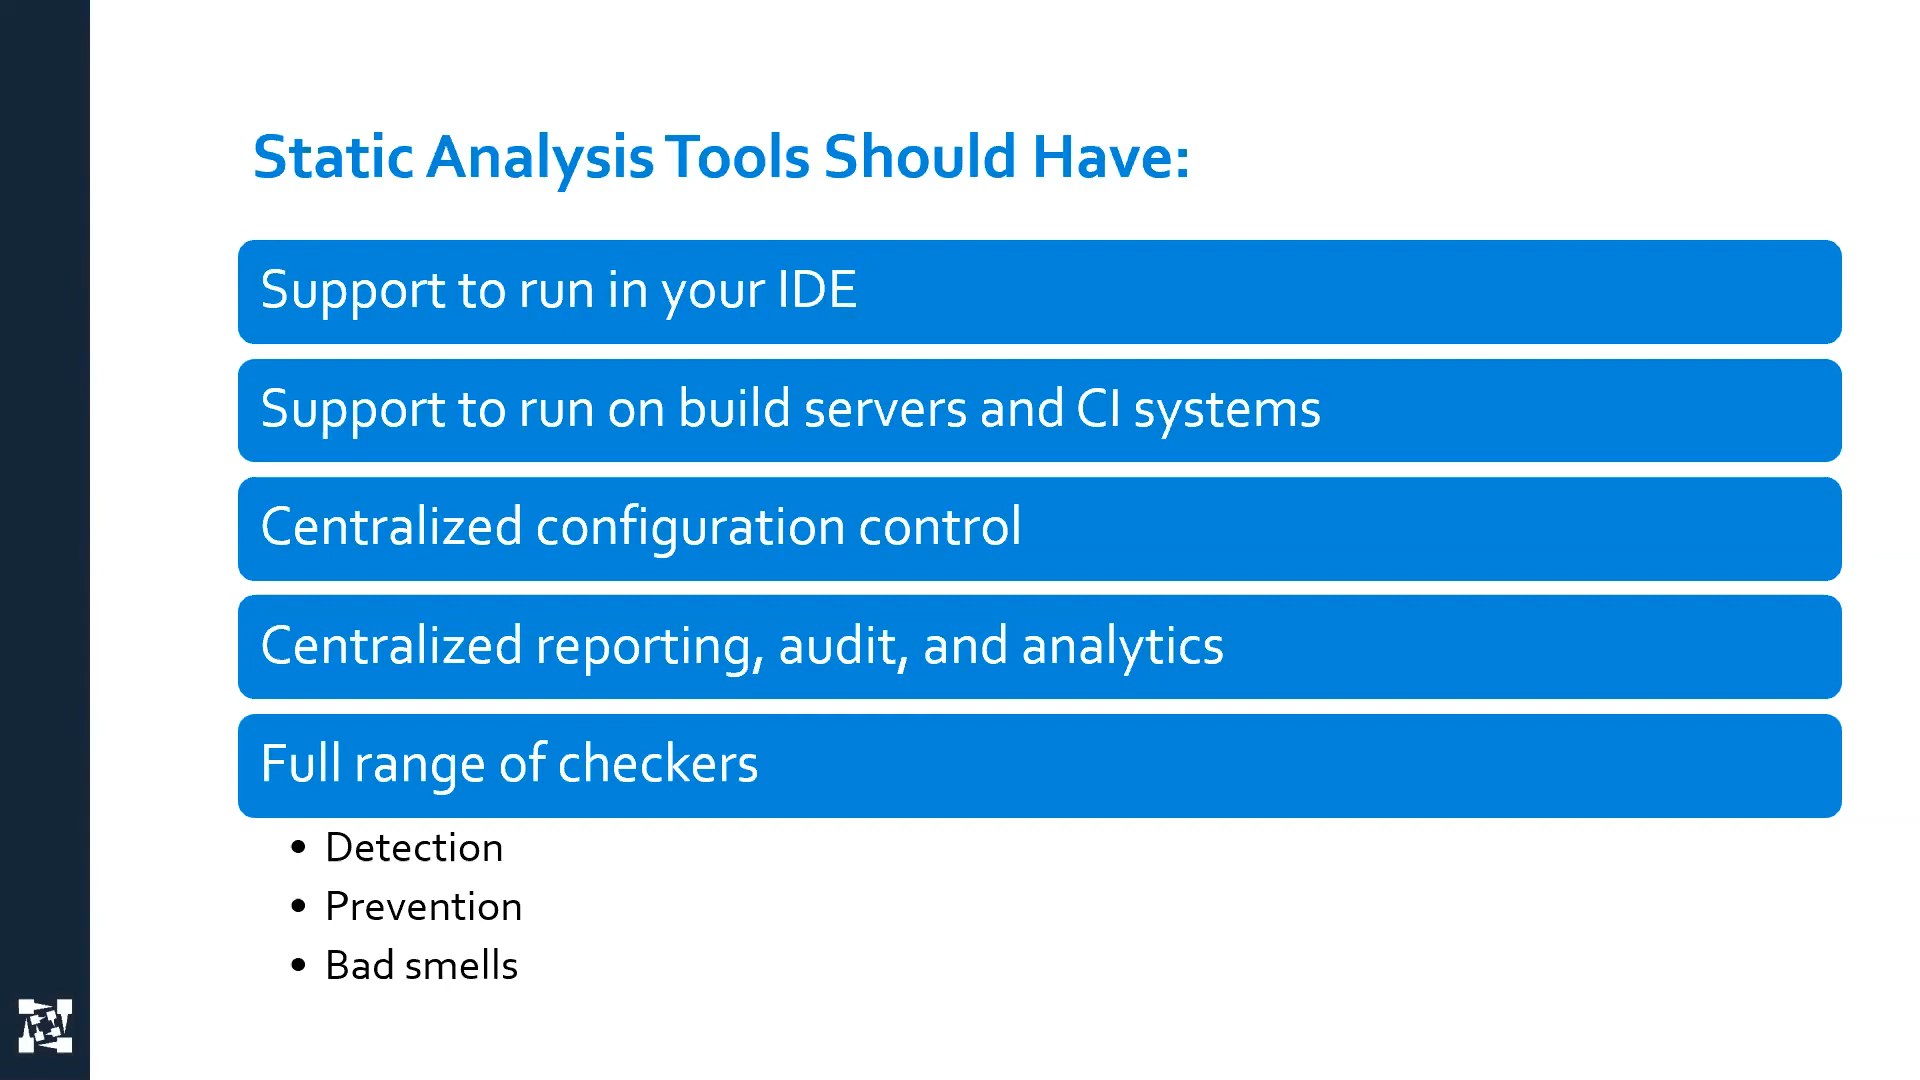 Static Analysis Tools Should Have:
Support to run in your IDE
Support to run on build servers and CI systems
Centralized configuration control
Centralized reporting, audit, and analytics
Full range of checkers
• Detection
• Prevention
• Bad smells